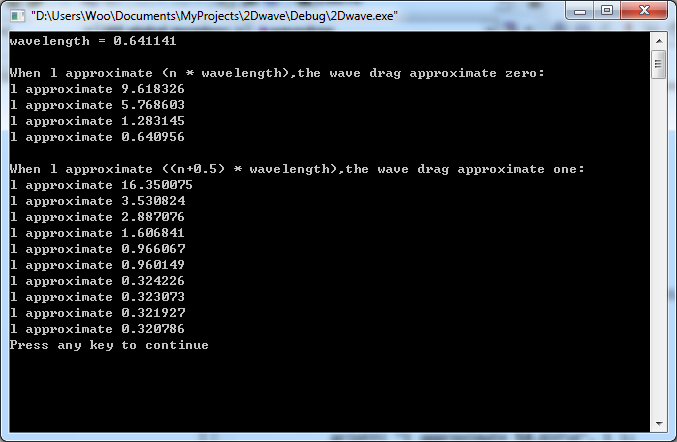 "D:\Users\Woo\Documents\MyProjects\2Dwave\Debug\2Dwave.exe"
wavelength = 0.641141
When l approximate (n * wavelength),the wave drag approximate zero:
l approximate 9.618326
l approximate 5.768603
l approximate 1.283145
l approximate 0.640956
When l approximate ((n+0.5) * wavelength),the wave drag approximate one:
l approximate 16.350075
l approximate 3.530824
l approximate 2.887076
l approximate 1.606841
l approximate 0.966067
l approximate 0.960149
l approximate 0.324226
l approximate 0.323073
l approximate 0.321927
l approximate 0.320786
Press any key to continue